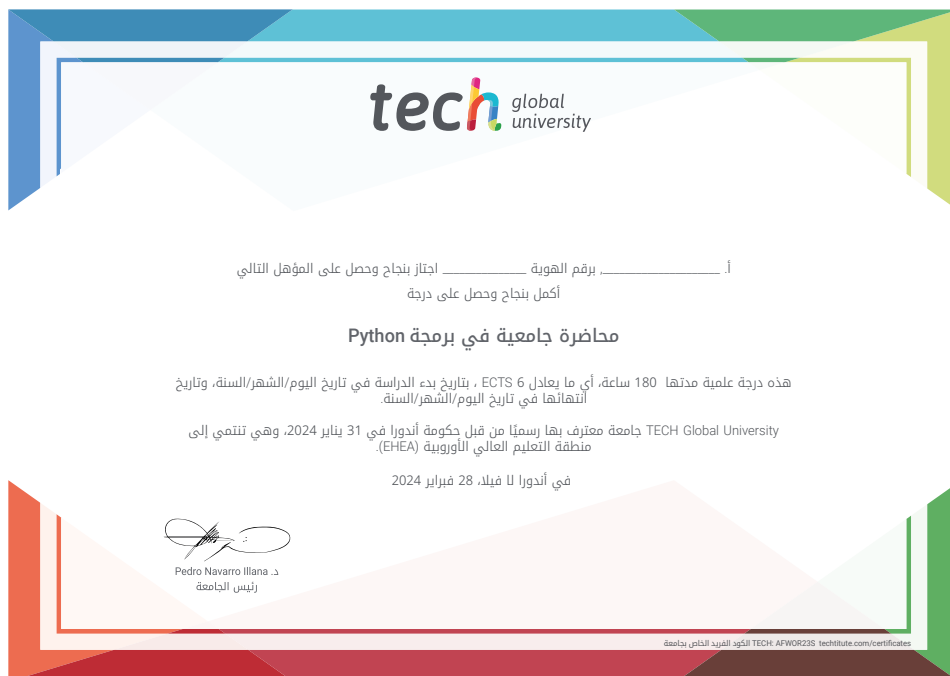 tech global
university
أ. ____________________, برقم الهوية ______________ اجتاز بنجاح وحصل على المؤهل التالي
أكمل بنجاح وحصل على درجة
محاضرة جامعية في برمجة Python
هذه درجة علمية مدتها 180 ساعة، أي ما يعادل 6 ECTS ، بتاريخ بدء الدراسة في تاريخ اليوم/الشهر/السنة، وتاريخ
انتهائها في تاريخ اليوم/الشهر/السنة.
TECH Global University جامعة معترف بها رسميًا من قبل حكومة أندورا في 31 يناير 2024، وهي تنتمي إلى
منطقة التعليم العالي الأوروبية (EHEA).
في أندورا لا فيلا، 28 فبراير 2024
د. Pedro Navarro Illana
رئيس الجامعة
الكود الفريد الخاص بجامعة TECH: AFWOR23S techtitute.com/certificates